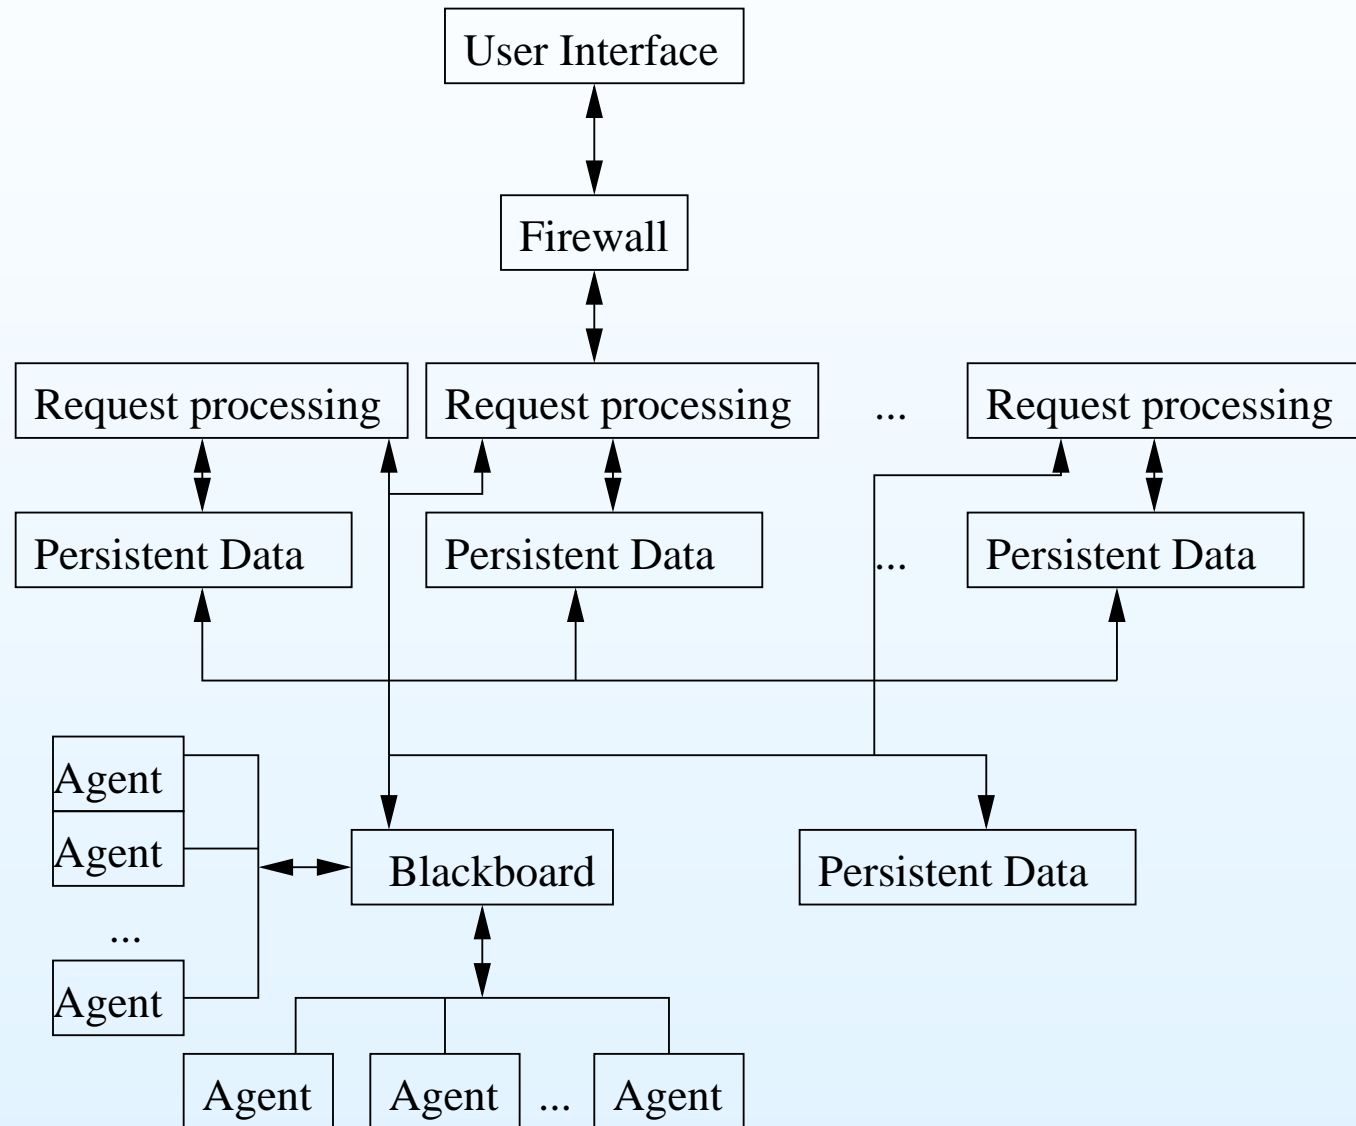 User Interface
Firewall
Request processing
Request processing
...
Request processing
Persistent Data
Persistent Data
...
Persistent Data
Agent
Agent
...
Agent
Blackboard
Persistent Data
Agent
Agent
...
Agent